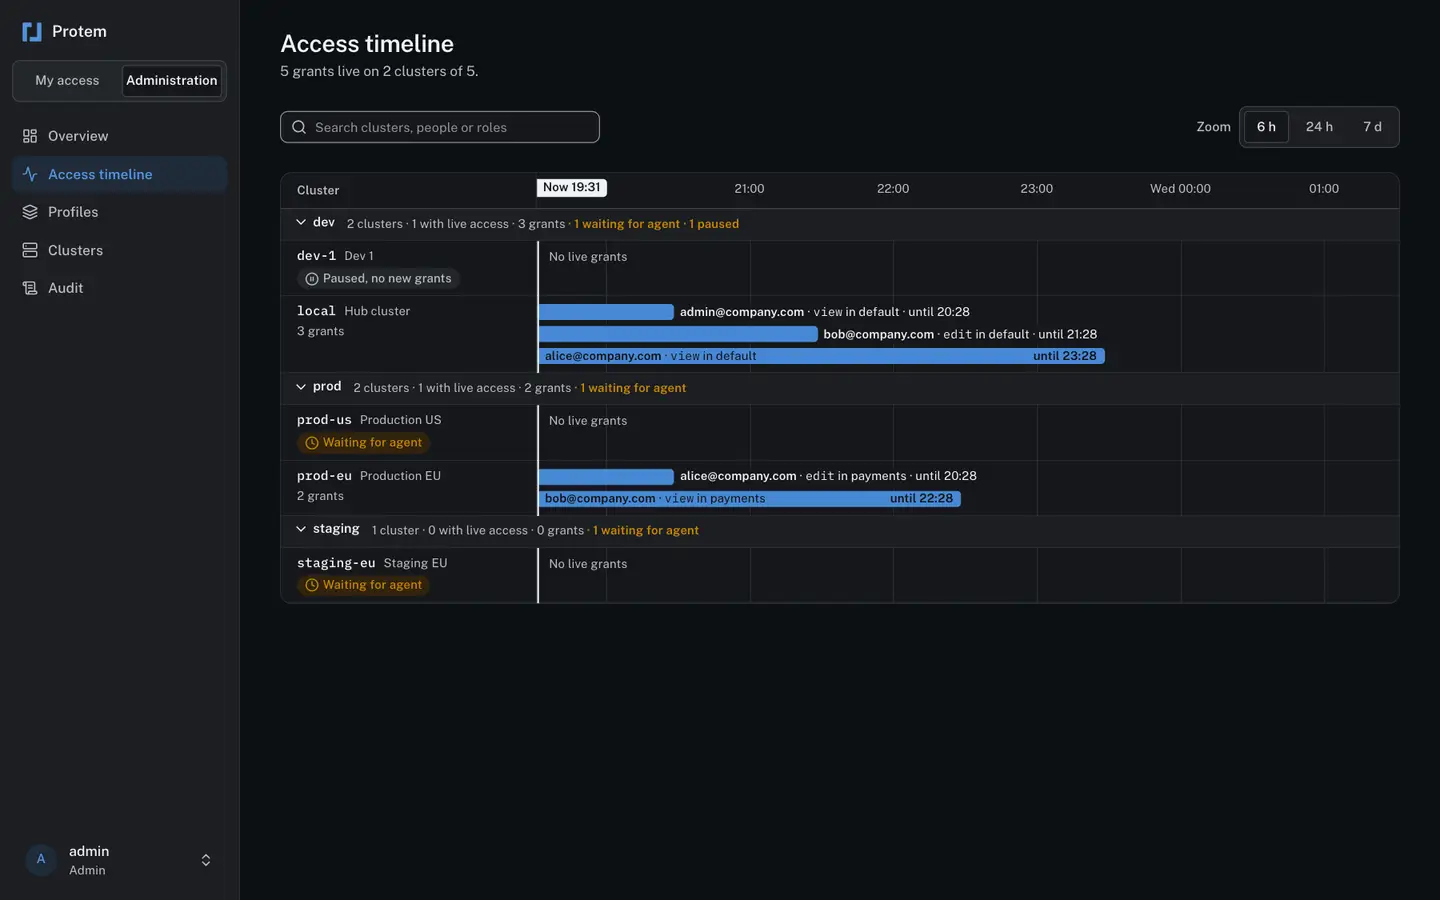 Protem
My access
Administration
Overview
Access timeline
Profiles
Clusters
Audit
A
admin
Admin
Access timeline
5 grants live on 2 clusters of 5.
Search clusters, people or roles
Zoom
6 h
24 h
7 d
Cluster
Now 19:31
21:00
22:00
23:00
Wed 00:00
01:00
dev 2 clusters · 1 with live access · 3 grants · 1 waiting for agent · 1 paused
dev-1 Dev 1
Paused, no new grants
No live grants
local Hub cluster
3 grants
admin@company.com · view in default · until 20:28
bob@company.com · edit in default · until 21:28
alice@company.com · view in default until 23:28
prod 2 clusters · 1 with live access · 2 grants · 1 waiting for agent
prod-us Production US
Waiting for agent
No live grants
prod-eu Production EU
2 grants
alice@company.com · edit in payments · until 20:28
bob@company.com · view in payments until 22:28
staging 1 cluster · 0 with live access · 0 grants · 1 waiting for agent
staging-eu Staging EU
Waiting for agent
No live grants